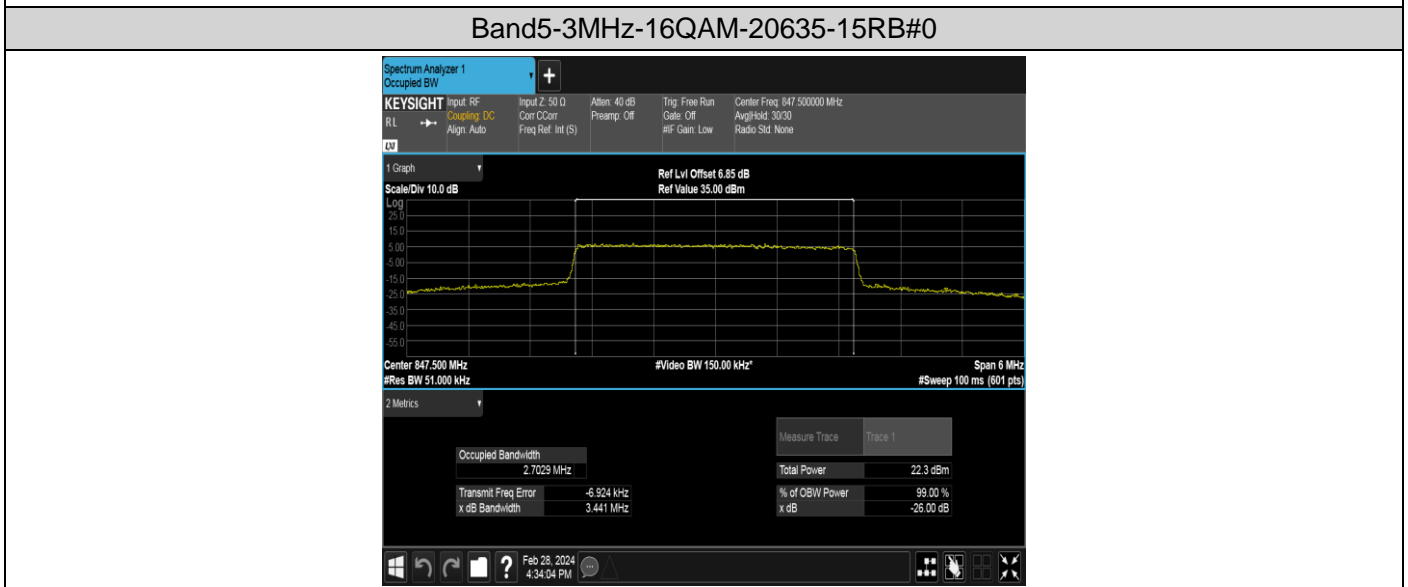 Band5-3MHz-16QAM-20635-15RB#0
Spectrum Analyzer 1
Occupied BW
+
KEYSIGHT Input: RF Input Z: 50 Ω Atten: 40 dB Trig: Free Run Center Freq: 847.500000 MHz
R L Coupling: DC Corr CCorr Preamp: Off Gate: Off Avg|Hold: 30/30
Align: Auto Freq Ref: Int (S) #IF Gain: Low Radio Std: None
LXI
1 Graph Ref Lvl Offset 6.85 dB
Scale/Div 10.0 dB Ref Value 35.00 dBm
Log
25.0
15.0
5.00
-5.00
-15.0
-25.0
-35.0
-45.0
-55.0
Center 847.500 MHz #Video BW 150.00 kHz* Span 6 MHz
#Res BW 51.000 kHz #Sweep 100 ms (601 pts)
2 Metrics
Measure Trace Trace 1
Occupied Bandwidth
2.7029 MHz Total Power 22.3 dBm
Transmit Freq Error -6.924 kHz % of OBW Power 99.00 %
x dB Bandwidth 3.441 MHz x dB -26.00 dB
? Feb 28, 2024
4:34:04 PM